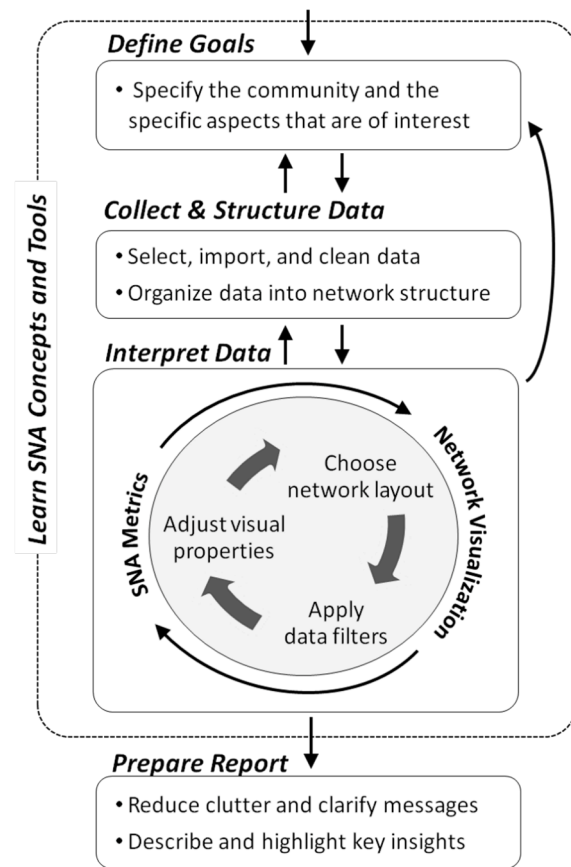 Define Goals
• Specify the community and the
specific aspects that are of interest
Learn SNA Concepts and Tools
Collect & Structure Data
• Select, import, and clean data
• Organize data into network structure
Interpret Data
SNA Metrics
Network Visualization
Choose
network layout
Adjust visual
properties
Apply
data filters
Prepare Report
• Reduce clutter and clarify messages
• Describe and highlight key insights